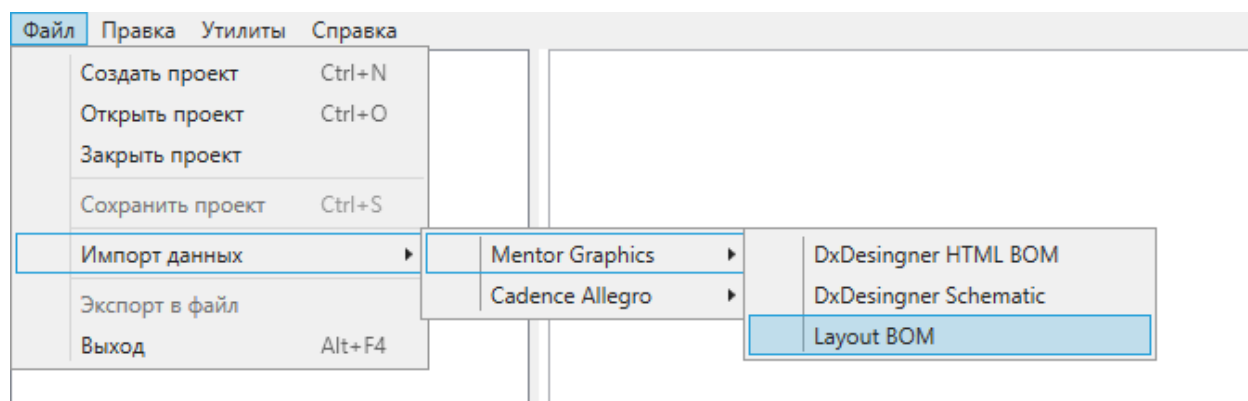 Файл Правка Утилиты Справка
Создать проект Ctrl+N
Открыть проект Ctrl+O
Закрыть проект
Сохранить проект Ctrl+S
Импорт данных
Экспорт в файл
Выход Alt+F4
Mentor Graphics
Cadence Allegro
DxDesingner HTML BOM
DxDesingner Schematic
Layout BOM